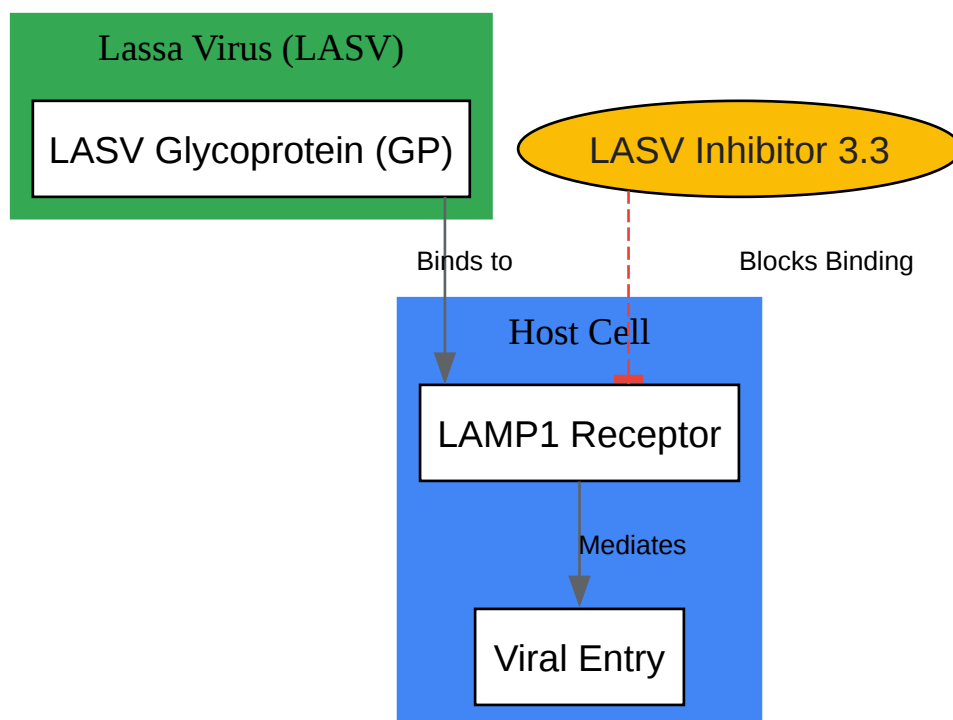 Lassa Virus (LASV)
LASV Glycoprotein (GP)
LASV Inhibitor 3.3
Binds to
Blocks Binding
Host Cell
LAMP1 Receptor
Mediates
Viral Entry